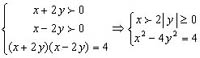 x + 2y ≻ 0
x − 2y ≻ 0
(x + 2y)(x − 2y) = 4
⇒
x ≻ 2|y| ≥ 0
x² − 4y² = 4